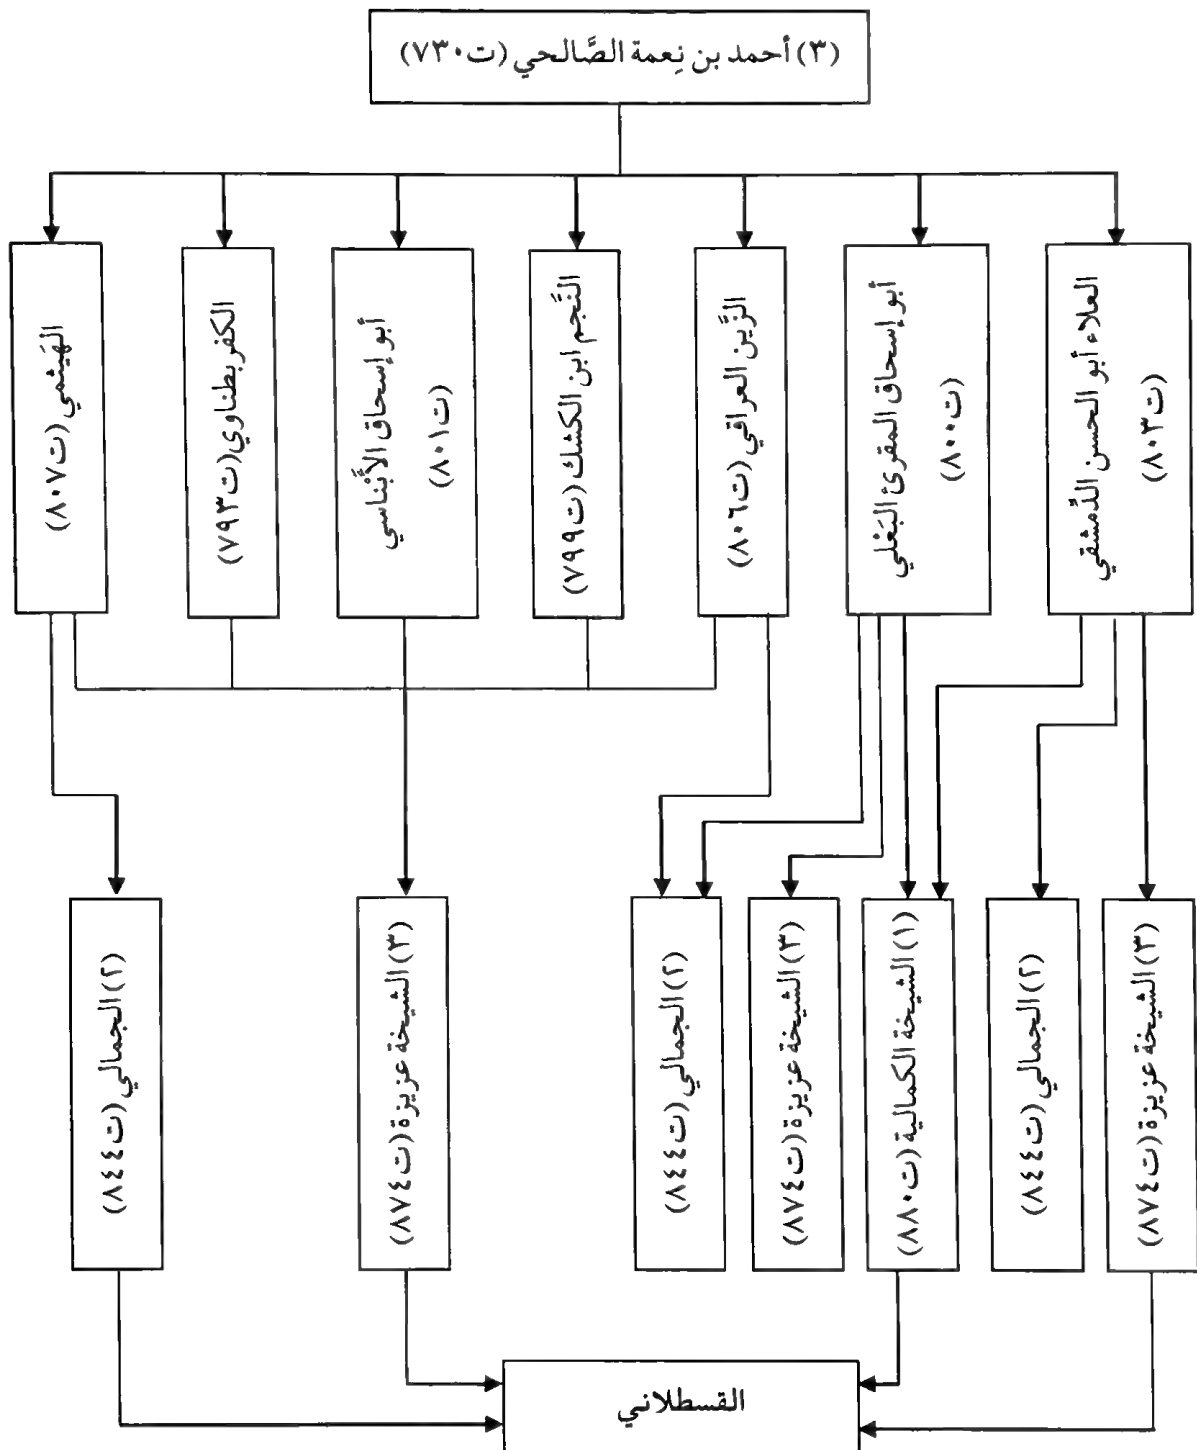 (٣) أحمد بن نِعمة الصَّالحي (ت٧٣٠)
العلاء أبو الحسن الدِّمشقي
(ت٨٠٣)
أبو إسحاق المقرئ البَعْلي
(ت٨٠٠)
الزَّين العراقي (ت٨٠٦)
النَّجم ابن الكشك (ت٧٩٩)
أبو إسحاق الأَبْناسي
(ت٨٠١)
الكفربطناوي (ت٧٩٣)
الهَيثمي (ت٨٠٧)
(٣) الشيخة عزيزة (ت٨٧٤)
(٢) الجمالي (ت٨٤٤)
(١) الشيخة الكمالية (ت٨٨٠)
(٣) الشيخة عزيزة (ت٨٧٤)
(٢) الجمالي (ت٨٤٤)
(٣) الشيخة عزيزة (ت٨٧٤)
(٢) الجمالي (ت٨٤٤)
القسطلاني